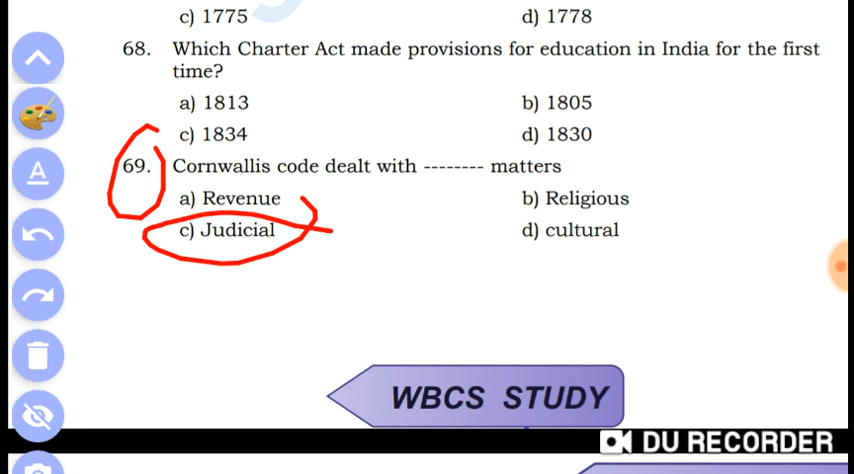 c) 1775 d) 1778
68. Which Charter Act made provisions for education in India for the first
time?
a) 1813 b) 1805
c) 1834 d) 1830
69. Cornwallis code dealt with -------- matters
a) Revenue b) Religious
c) Judicial d) cultural
A
WBCS STUDY
DU RECORDER